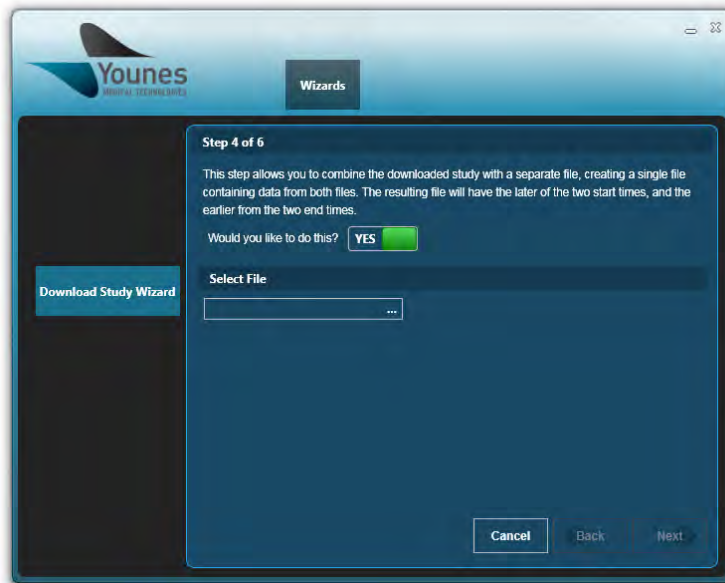 Younes
Wizards
Step 4 of 6
This step allows you to combine the downloaded study with a separate file, creating a single file
containing data from both files. The resulting file will have the later of the two start times, and the
earlier from the two end times.
Would you like to do this? YES
Download Study Wizard
Select File
...
Cancel Back Next